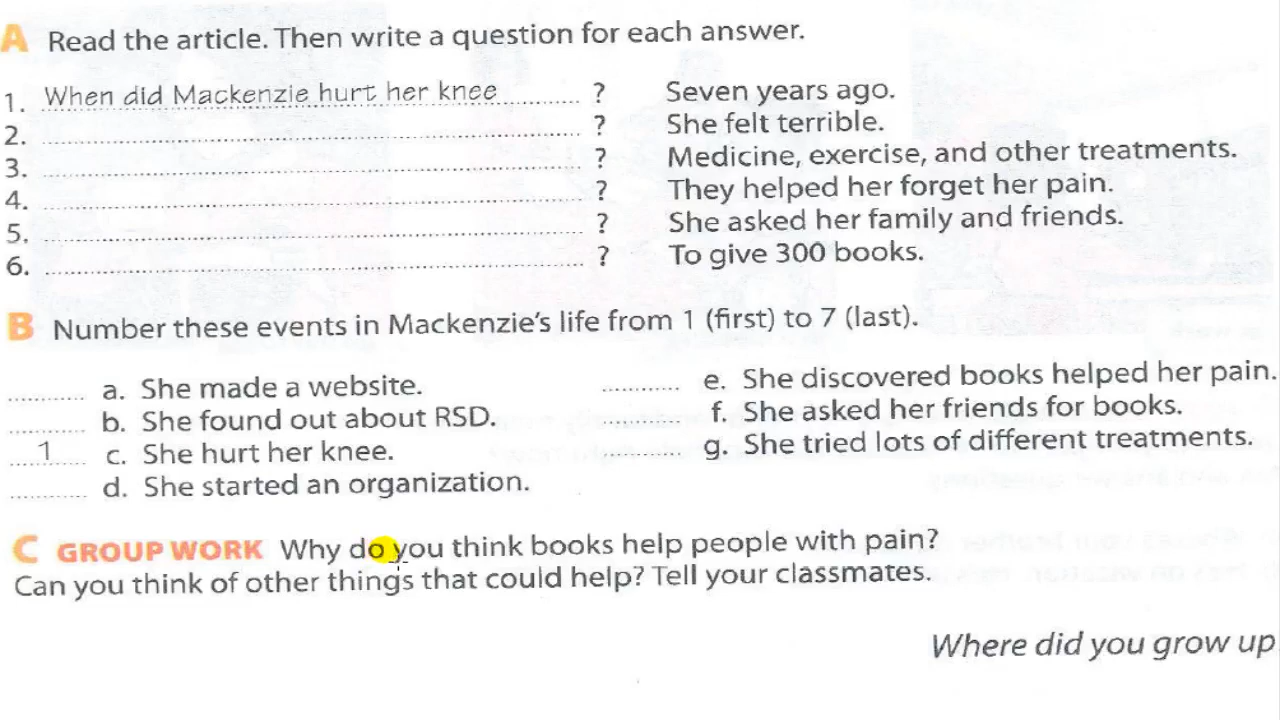 A Read the article. Then write a question for each answer.
1. When did Mackenzie hurt her knee ? Seven years ago.
2. ? She felt terrible.
3. ? Medicine, exercise, and other treatments.
4. ? They helped her forget her pain.
5. ? She asked her family and friends.
6. ? To give 300 books.
B Number these events in Mackenzie's life from 1 (first) to 7 (last).
a. She made a website.
b. She found out about RSD.
1 c. She hurt her knee.
d. She started an organization.
e. She discovered books helped her pain.
f. She asked her friends for books.
g. She tried lots of different treatments.
C GROUP WORK Why do you think books help people with pain?
Can you think of other things that could help? Tell your classmates.
Where did you grow up